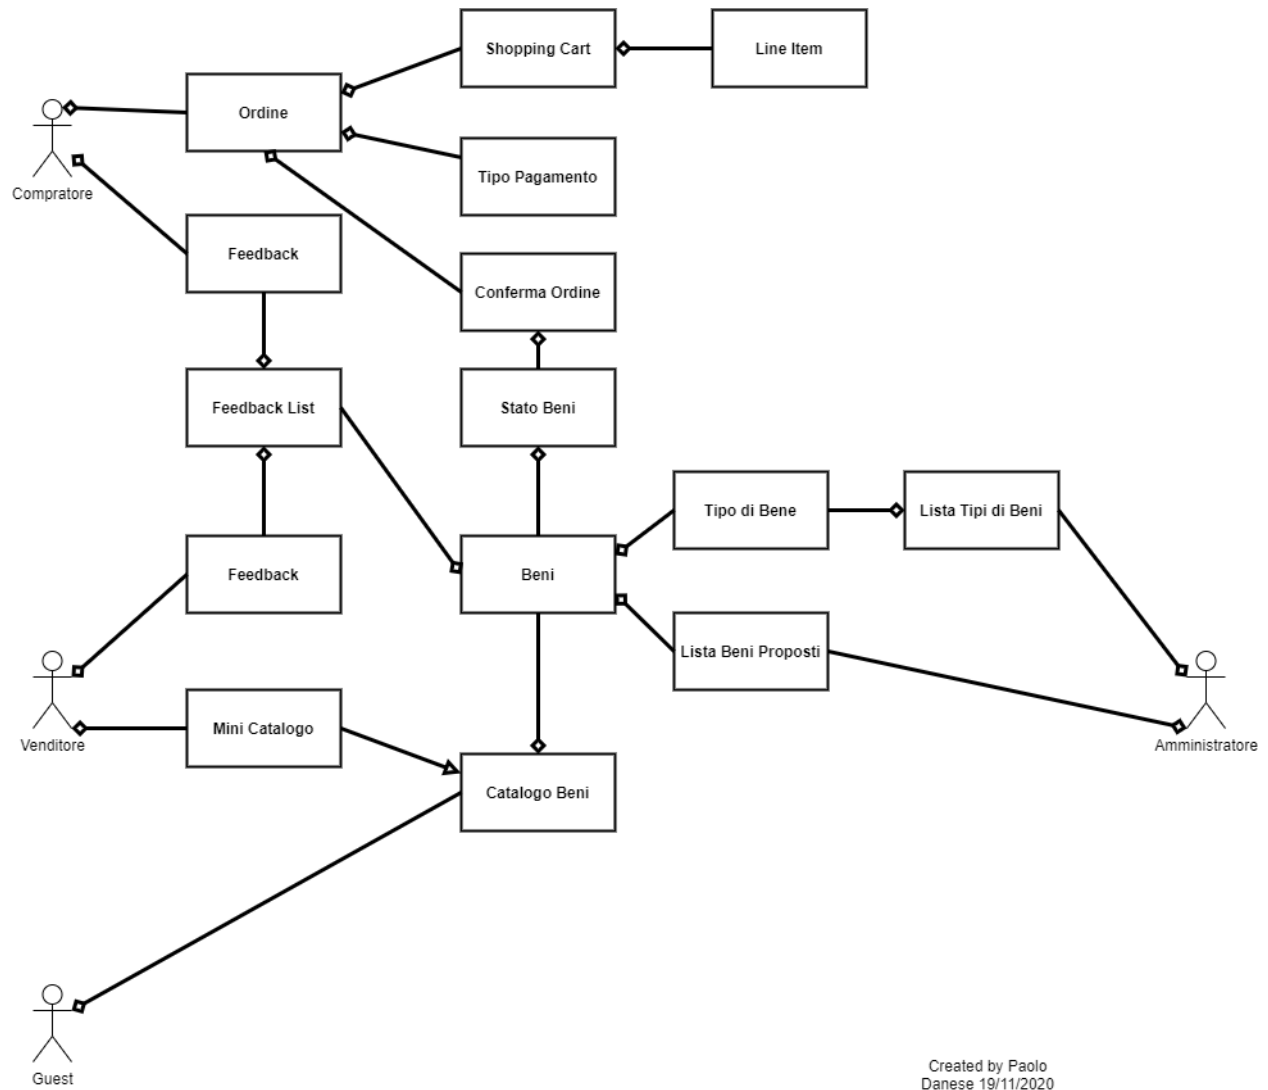 Shopping Cart
Line Item
Ordine
Tipo Pagamento
Compratore
Feedback
Conferma Ordine
Feedback List
Stato Beni
Tipo di Bene
Lista Tipi di Beni
Feedback
Beni
Lista Beni Proposti
Mini Catalogo
Venditore
Amministratore
Catalogo Beni
Guest
Created by Paolo
Danese 19/11/2020